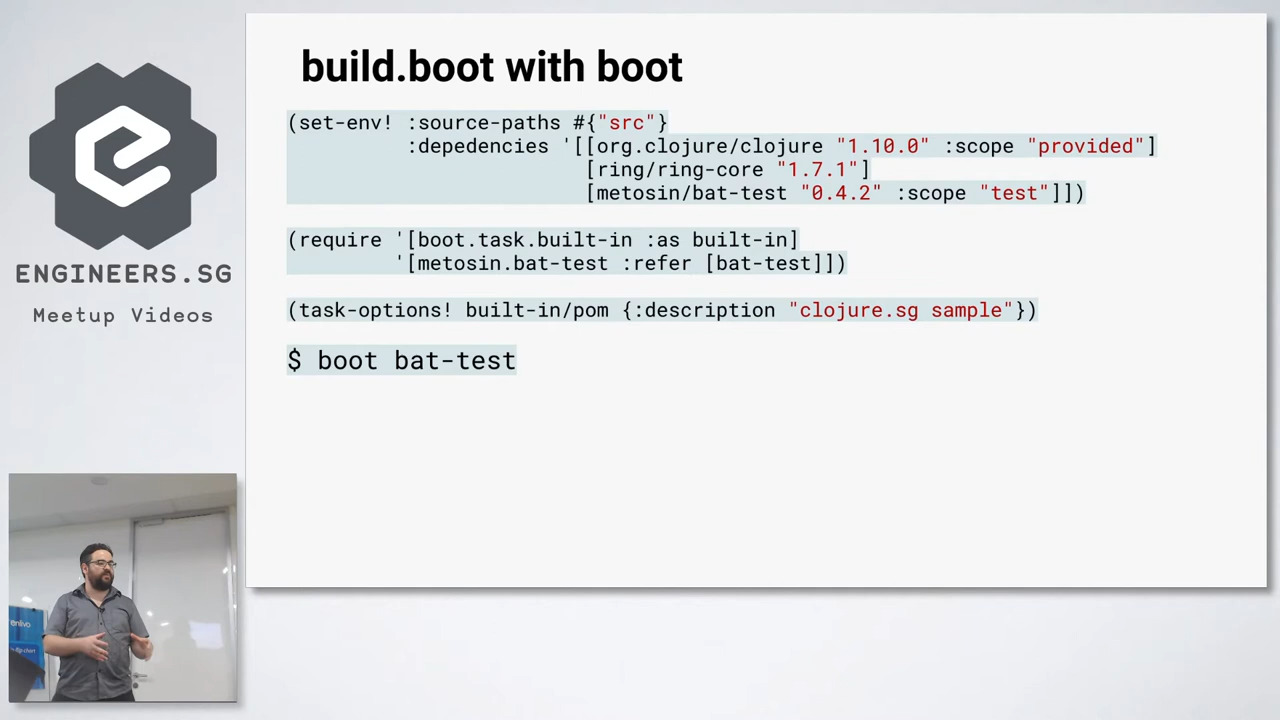 build.boot with boot
(set-env! :source-paths #{"src"}
:depedencies '[[org.clojure/clojure "1.10.0" :scope "provided"]
[ring/ring-core "1.7.1"]
[metosin/bat-test "0.4.2" :scope "test"]])
(require '[boot.task.built-in :as built-in]
'[metosin.bat-test :refer [bat-test]])
(task-options! built-in/pom {:description "clojure.sg sample"})
$ boot bat-test
ENGINEERS.SG
Meetup Videos
enlivo